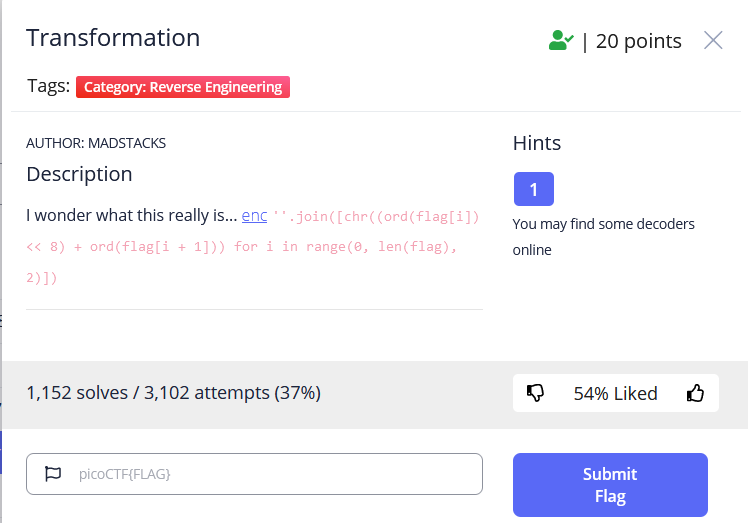 Transformation
| 20 points
Tags: Category: Reverse Engineering
AUTHOR: MADSTACKS
Description
I wonder what this really is... enc ''.join([chr((ord(flag[i])
<< 8) + ord(flag[i + 1])) for i in range(0, len(flag),
2)])
Hints
1
You may find some decoders
online
1,152 solves / 3,102 attempts (37%)
54% Liked
picoCTF{FLAG}
Submit
Flag